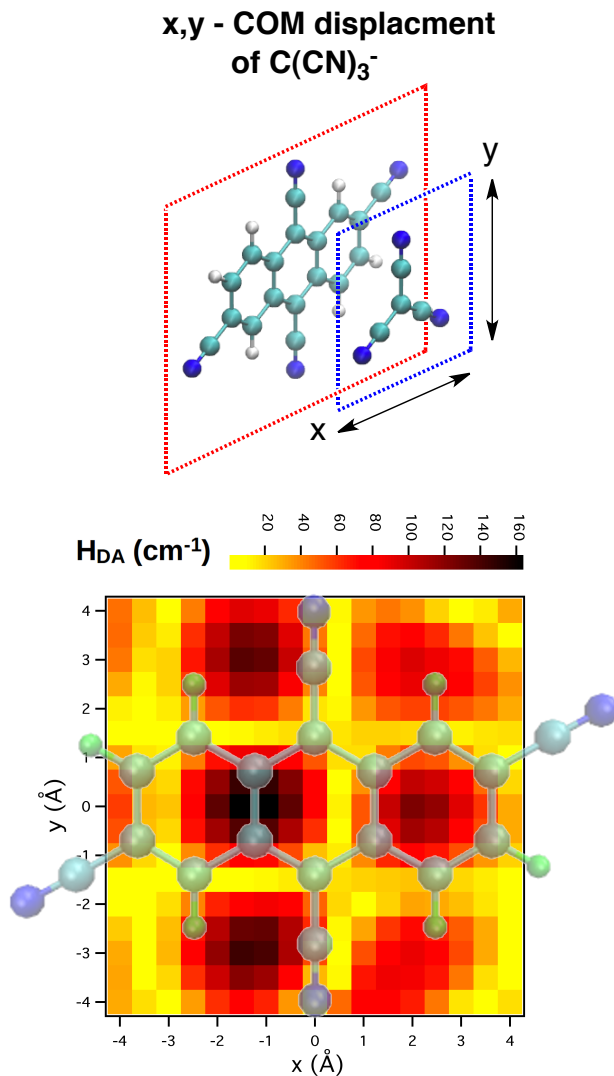 x,y - COM displacment
of C(CN)₃⁻
y
x
20 40 60 80 100 120 140 160
H_DA (cm⁻¹)
4
3
2
1
0
-1
-2
-3
-4
y (Å)
-4 -3 -2 -1 0 1 2 3 4
x (Å)